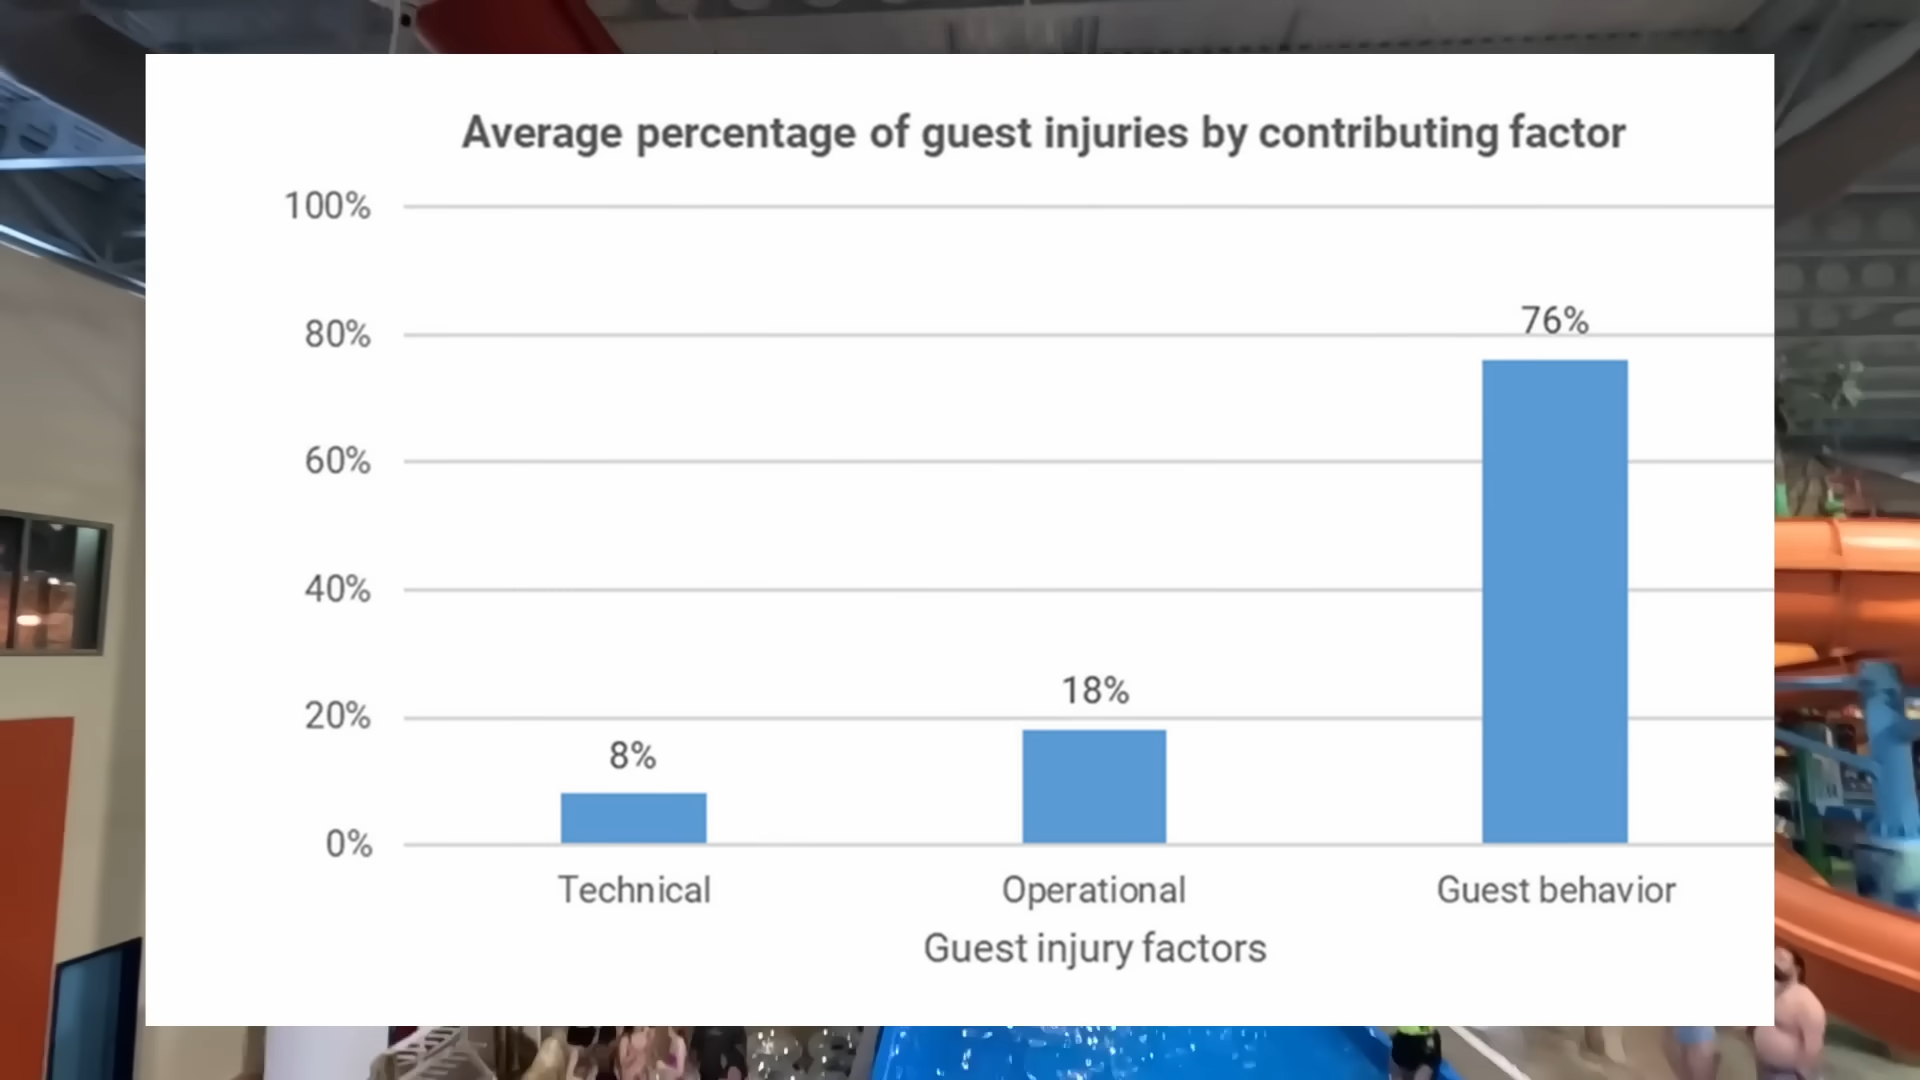 Average percentage of guest injuries by contributing factor
100%
80%
76%
60%
40%
20%
18%
8%
0%
Technical
Operational
Guest behavior
Guest injury factors